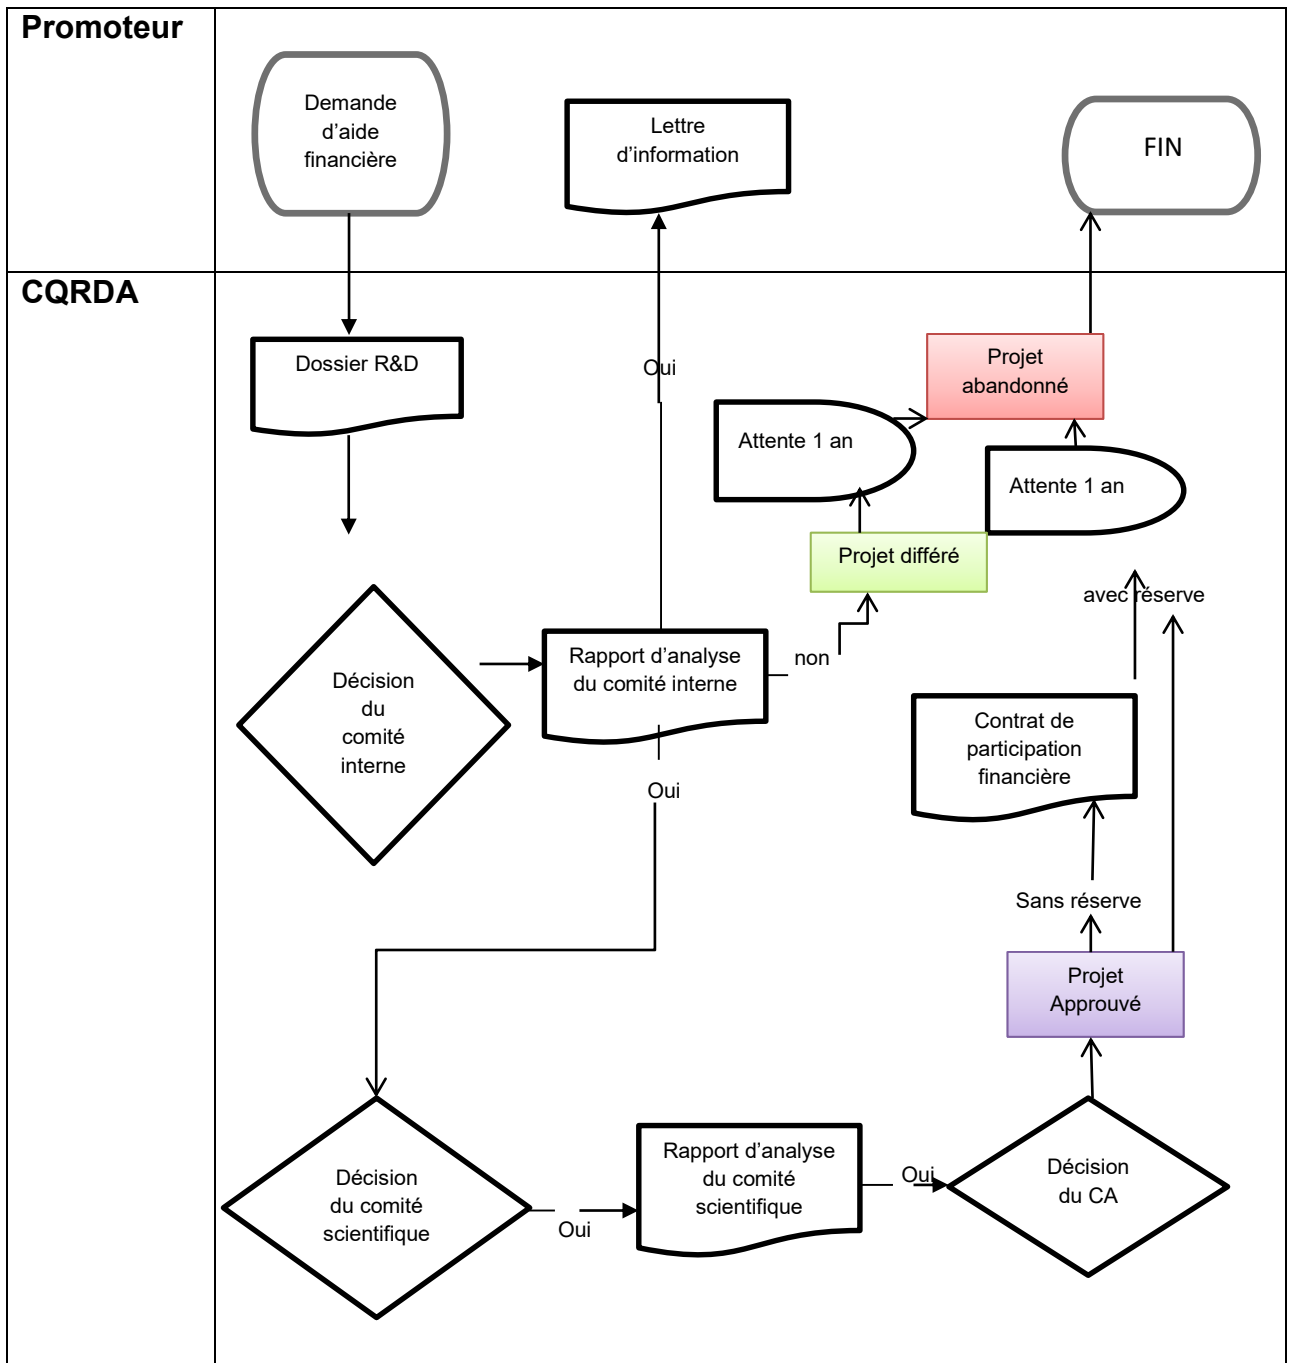 Promoteur
Demande
d’aide
financière
Lettre
d’information
FIN
CQRDA
Dossier R&D
Oui
Projet
abandonné
Attente 1 an
Attente 1 an
Projet différé
avec réserve
Rapport d’analyse
du comité interne
non
Décision
du
comité
interne
Oui
Contrat de
participation
financière
Sans réserve
Projet
Approuvé
Décision
du comité
scientifique
Oui
Rapport d’analyse
du comité
scientifique
Oui
Décision
du CA